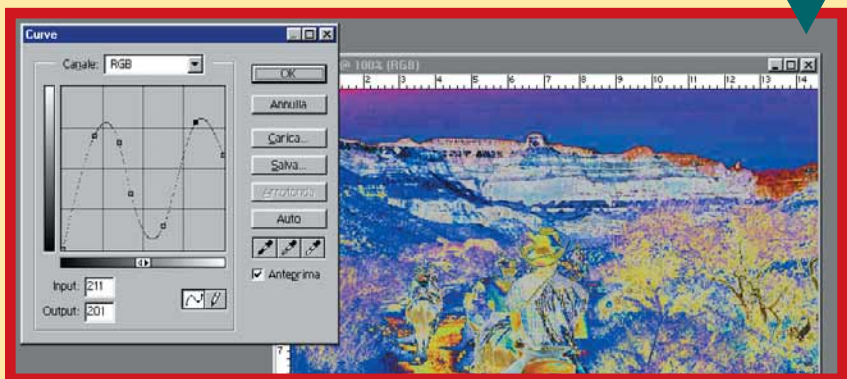 Curve
Canale: RGB
OK
Annulla
Carica...
Salva...
Arrotonda
Auto
Anteprima
Input: 211
Output: 201
@ 100% (RGB)
2 3 4 5 6 7 8 9 10 11 12 13 14
7